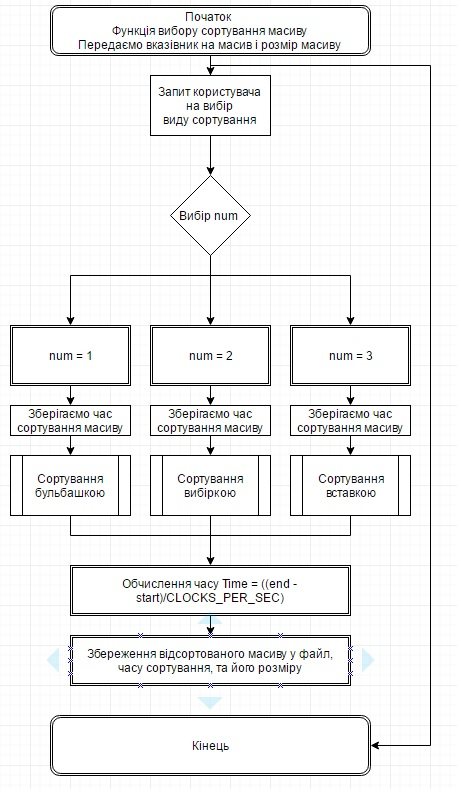 Початок
Функція вибору сортування масиву
Передаємо вказівник на масив і розмір масиву
Запит користувача
на вибір
виду сортування
Вибір num
num = 1
num = 2
num = 3
Зберігаємо час
сортування масиву
Зберігаємо час
сортування масиву
Зберігаємо час
сортування масиву
Сортування
бульбашкою
Сортування
вибіркою
Сортування
вставкою
Обчислення часу Time = ((end -
start)/CLOCKS_PER_SEC)
Збереження відсортованого масиву у файл,
часу сортування, та його розміру
Кінець